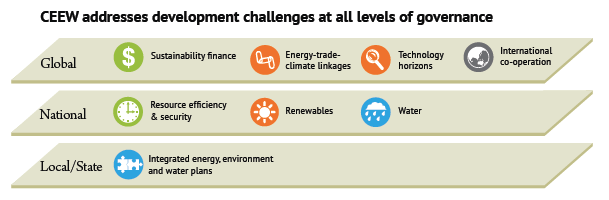 CEEW addresses development challenges at all levels of governance
Global
$
Sustainability finance
Energy-trade-
climate linkages
Technology
horizons
International
co-operation
National
Resource efficiency
& security
Renewables
Water
Local/State
Integrated energy, environment
and water plans